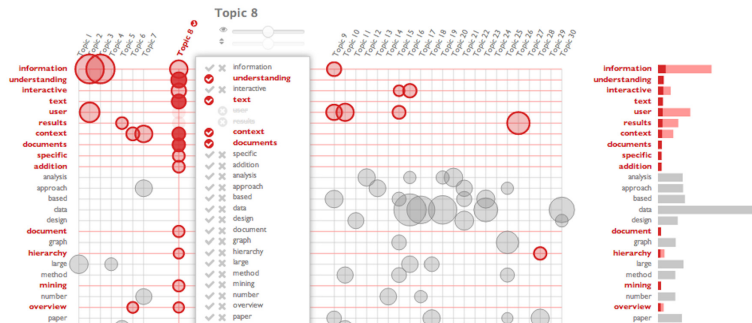 Topic 8
Topic 1
Topic 2
Topic 3
Topic 4
Topic 5
Topic 6
Topic 7
Topic 8
Topic 9
Topic 10
Topic 11
Topic 12
Topic 13
Topic 14
Topic 15
Topic 16
Topic 17
Topic 18
Topic 19
Topic 20
Topic 21
Topic 22
Topic 23
Topic 24
Topic 25
Topic 26
Topic 27
Topic 28
Topic 29
Topic 30
information information information
understanding understanding understanding
interactive interactive interactive
text text text
user user user
results results results
context context context
documents documents documents
specific specific specific
addition addition addition
analysis analysis analysis
approach approach approach
based based based
data data data
design design design
document document document
graph graph graph
hierarchy hierarchy hierarchy
large large large
method method method
mining mining mining
number number number
overview overview overview
paper paper paper